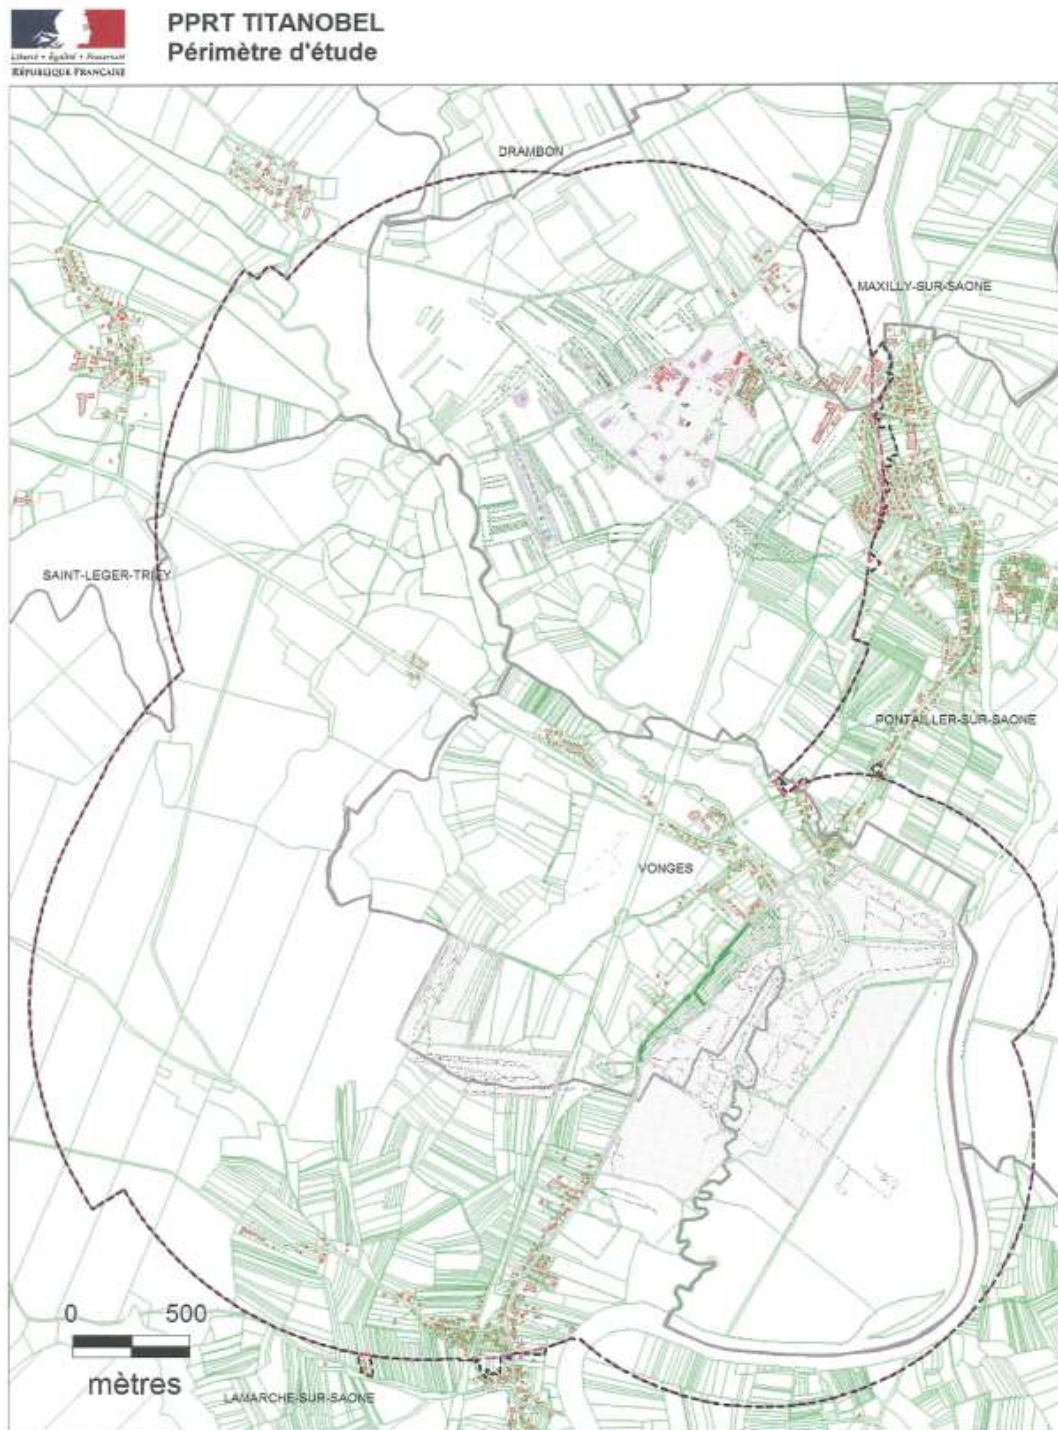 PPRT TITANOBEL
Périmètre d'étude
Liberté • Égalité • Fraternité
RÉPUBLIQUE FRANÇAISE
DRAMBON
MAXILLY-SUR-SAONE
SAINT-LEGER-TRIEY
PONTAILLER-SUR-SAONE
VONGES
0 500
mètres
LAMARCHE-SUR-SAONE